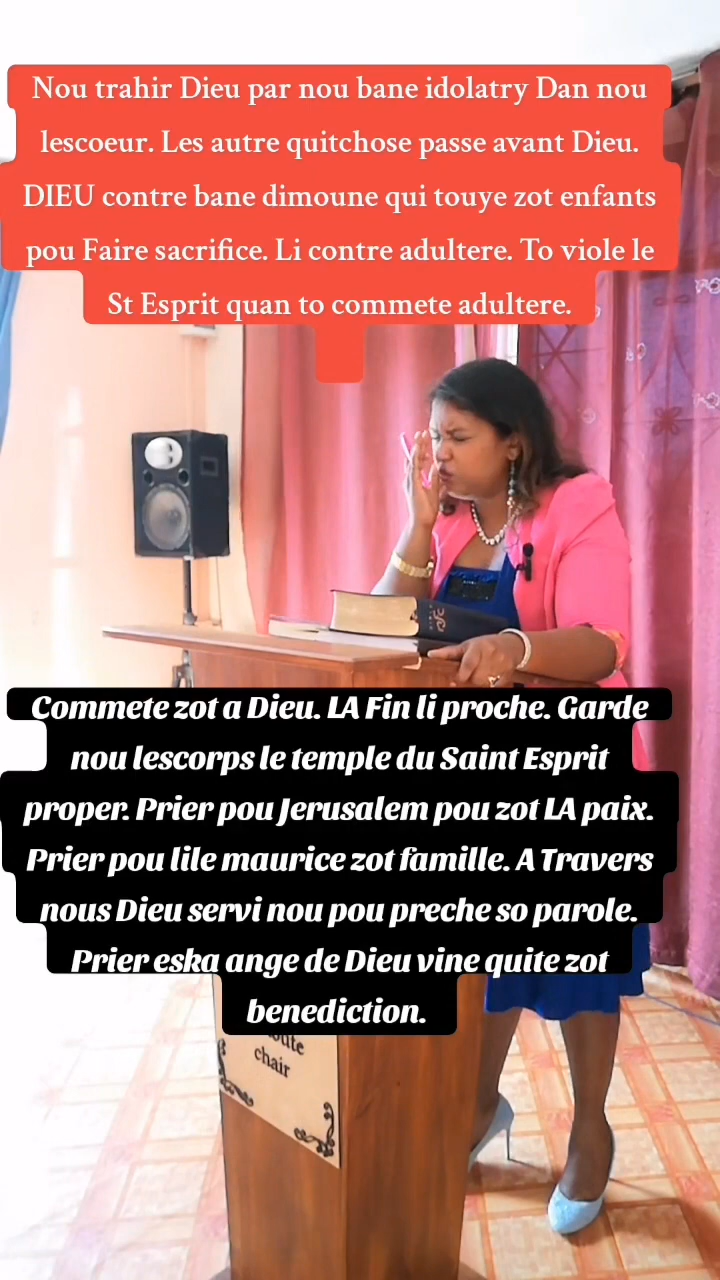 Nou trahir Dieu par nou bane idolatry Dan nou
lescoeur. Les autre quitchose passe avant Dieu.
DIEU contre bane dimoune qui touye zot enfants
pou Faire sacrifice. Li contre adultere. To viole le
St Esprit quan to commete adultere.
Commete zot a Dieu. LA Fin li proche. Garde
nou lescorps le temple du Saint Esprit
proper. Prier pou Jerusalem pou zot LA paix.
Prier pou lile maurice zot famille. A Travers
nous Dieu servi nou pou preche so parole.
Prier eska ange de Dieu vine quite zot
benediction.
chair